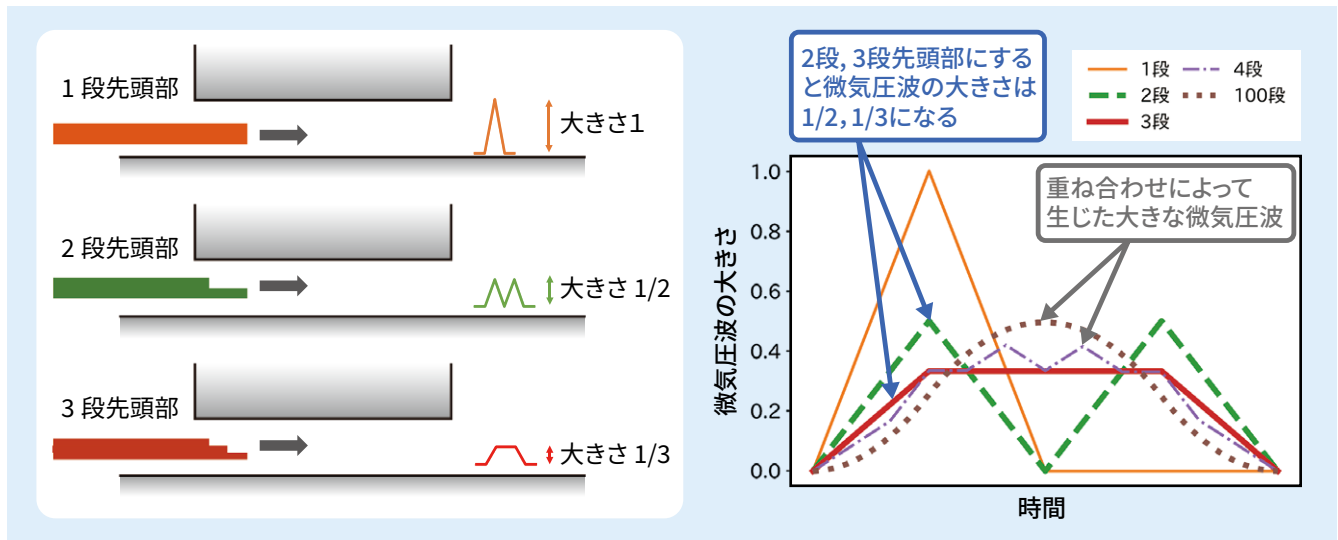 1 段先頭部
大きさ1
2 段先頭部
大きさ 1/2
3 段先頭部
大きさ 1/3
2段, 3段先頭部にする
と微気圧波の大きさは
1/2, 1/3になる
1段
2段
3段
4段
100段
重ね合わせによって
生じた大きな微気圧波
微気圧波の大きさ
1.0
0.8
0.6
0.4
0.2
0.0
時間